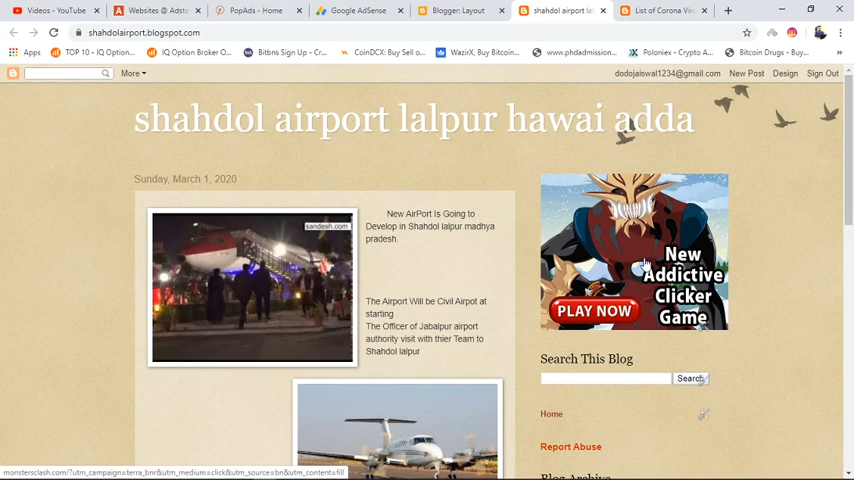 Videos - YouTube
Websites @ Adste
PopAds - Home
Google AdSense
Blogger: Layout
shahdol airport lal
List of Corona Viru
shahdolairport.blogspot.com
Apps
TOP 10 - IQ Option...
IQ Option Broker O...
Bitbns Sign Up - Cr...
CoinDCX: Buy Sell o...
WazirX, Buy Bitcoin...
www.phdadmission...
Poloniex - Crypto A...
Bitcoin Drugs - Buy...
More
dodojaiswal1234@gmail.com
New Post
Design
Sign Out
shahdol airport lalpur hawai adda
Sunday, March 1, 2020
sandesh.com
New AirPort Is Going to
Develop in Shahdol lalpur madhya
pradesh.
The Airport Will be Civil Airpot at
starting .
The Officer of Jabalpur airport
authority visit with thier Team to
Shahdol lalpur
New
Addictive
Clicker
Game
PLAY NOW
Search This Blog
Search
Home
Report Abuse
Blog Archive
monstersclash.com/?utm_campaign=terra_bnr&utm_medium=click&utm_source=bn&utm_content=fill